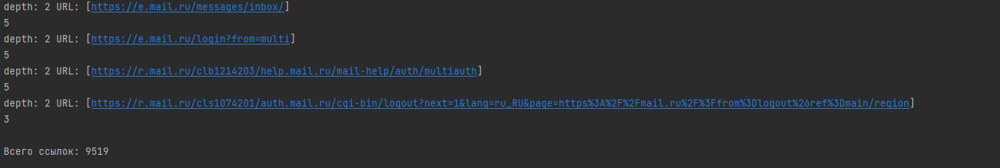 depth: 2 URL: [https://e.mail.ru/messages/inbox/]
5
depth: 2 URL: [https://e.mail.ru/login?from=multi]
5
depth: 2 URL: [https://r.mail.ru/clb1214203/help.mail.ru/mail-help/auth/multiauth]
5
depth: 2 URL: [https://r.mail.ru/cls1074201/auth.mail.ru/cgi-bin/logout?next=1&lang=ru_RU&page=https%3A%2F%2Fmail.ru%2F%3Ffrom%3Dlogout%26ref%3Dmain/region]
3
Всего ссылок: 9519